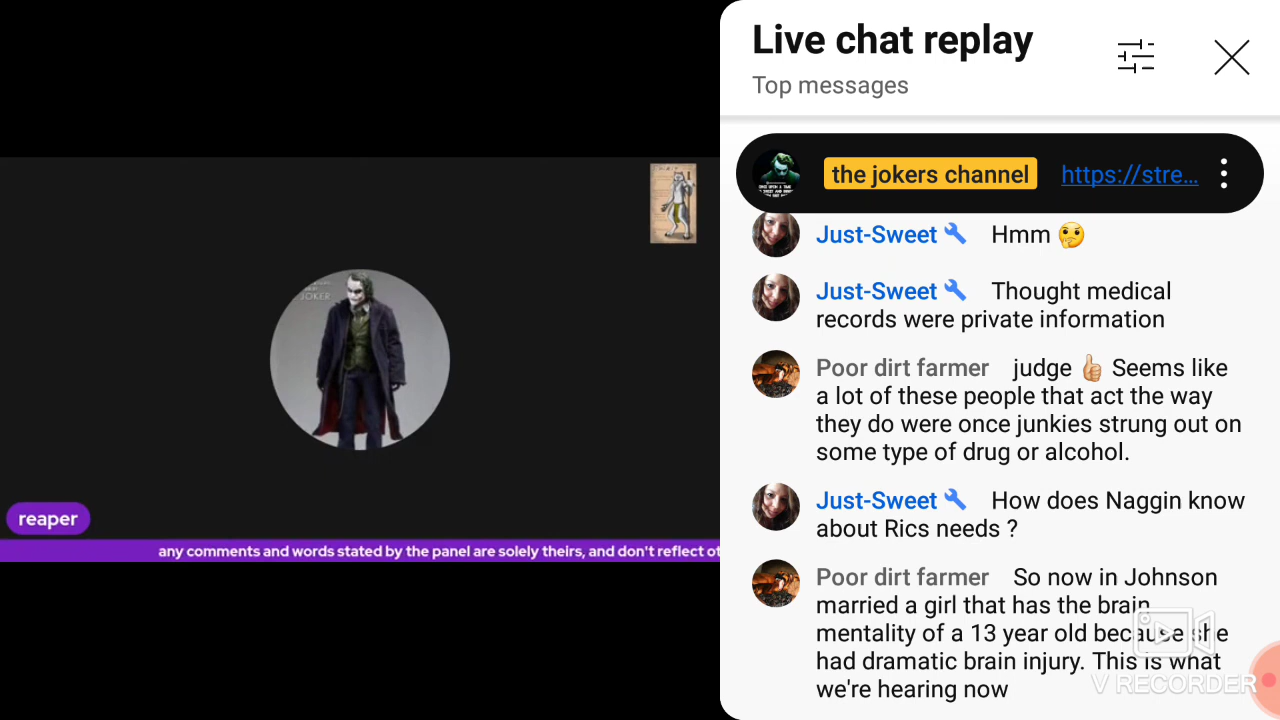 JOKER
reaper
any comments and words stated by the panel are solely theirs, and don't reflect ot
Live chat replay
Top messages
the jokers channel https://stre...
Just-Sweet Hmm 🤔
Just-Sweet Thought medical
records were private information
Poor dirt farmer judge 👍🏼 Seems like
a lot of these people that act the way
they do were once junkies strung out on
some type of drug or alcohol.
Just-Sweet How does Naggin know
about Rics needs ?
Poor dirt farmer So now in Johnson
married a girl that has the brain
mentality of a 13 year old because she
had dramatic brain injury. This is what
we're hearing now
V RECORDER